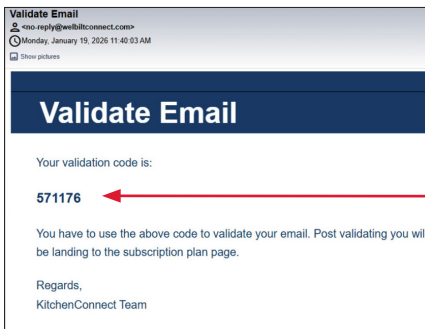 Validate Email
<no-reply@welbiltconnect.com>
Monday, January 19, 2026 11:40:03 AM
Show pictures
Validate Email
Your validation code is:
571176
You have to use the above code to validate your email. Post validating you wil
be landing to the subscription plan page.
Regards,
KitchenConnect Team